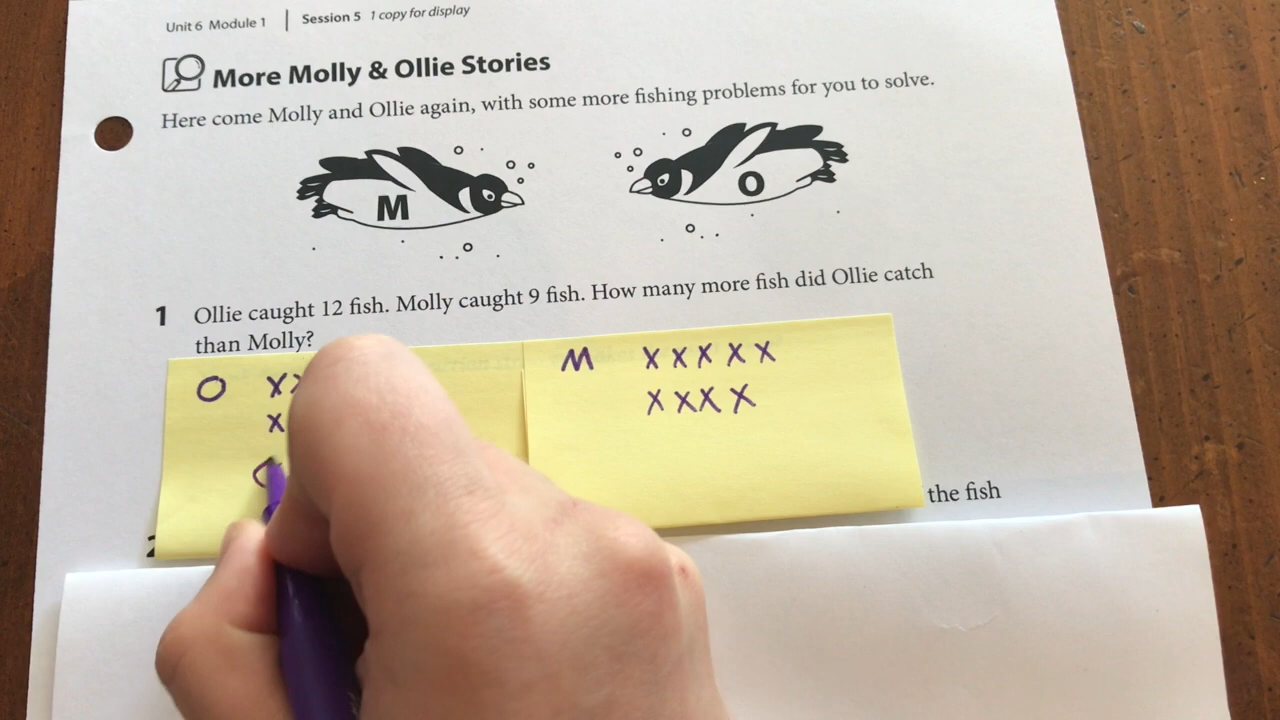 Unit 6 Module 1 | Session 5 1 copy for display
More Molly & Ollie Stories
Here come Molly and Ollie again, with some more fishing problems for you to solve.
M
O
1 Ollie caught 12 fish. Molly caught 9 fish. How many more fish did Ollie catch
than Molly?
O XX
X
M X X X X X
X X X X
the fish